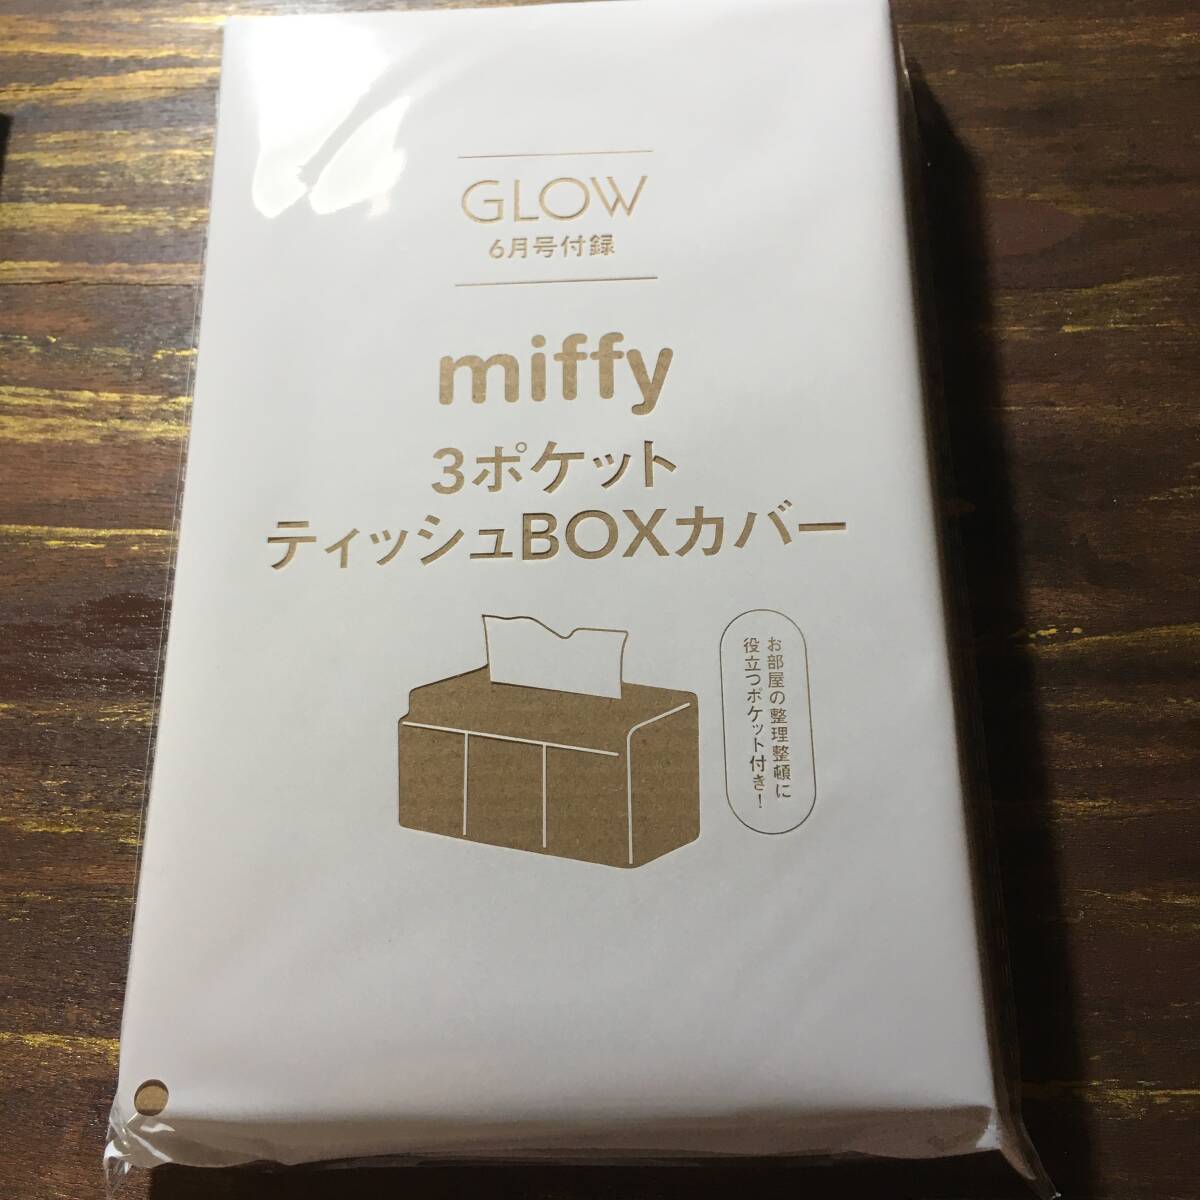 GLOW
6月号付録
miffy
3ポケット
ティッシュBOXカバー
お部屋の整理整頓に
役立つポケット付き！